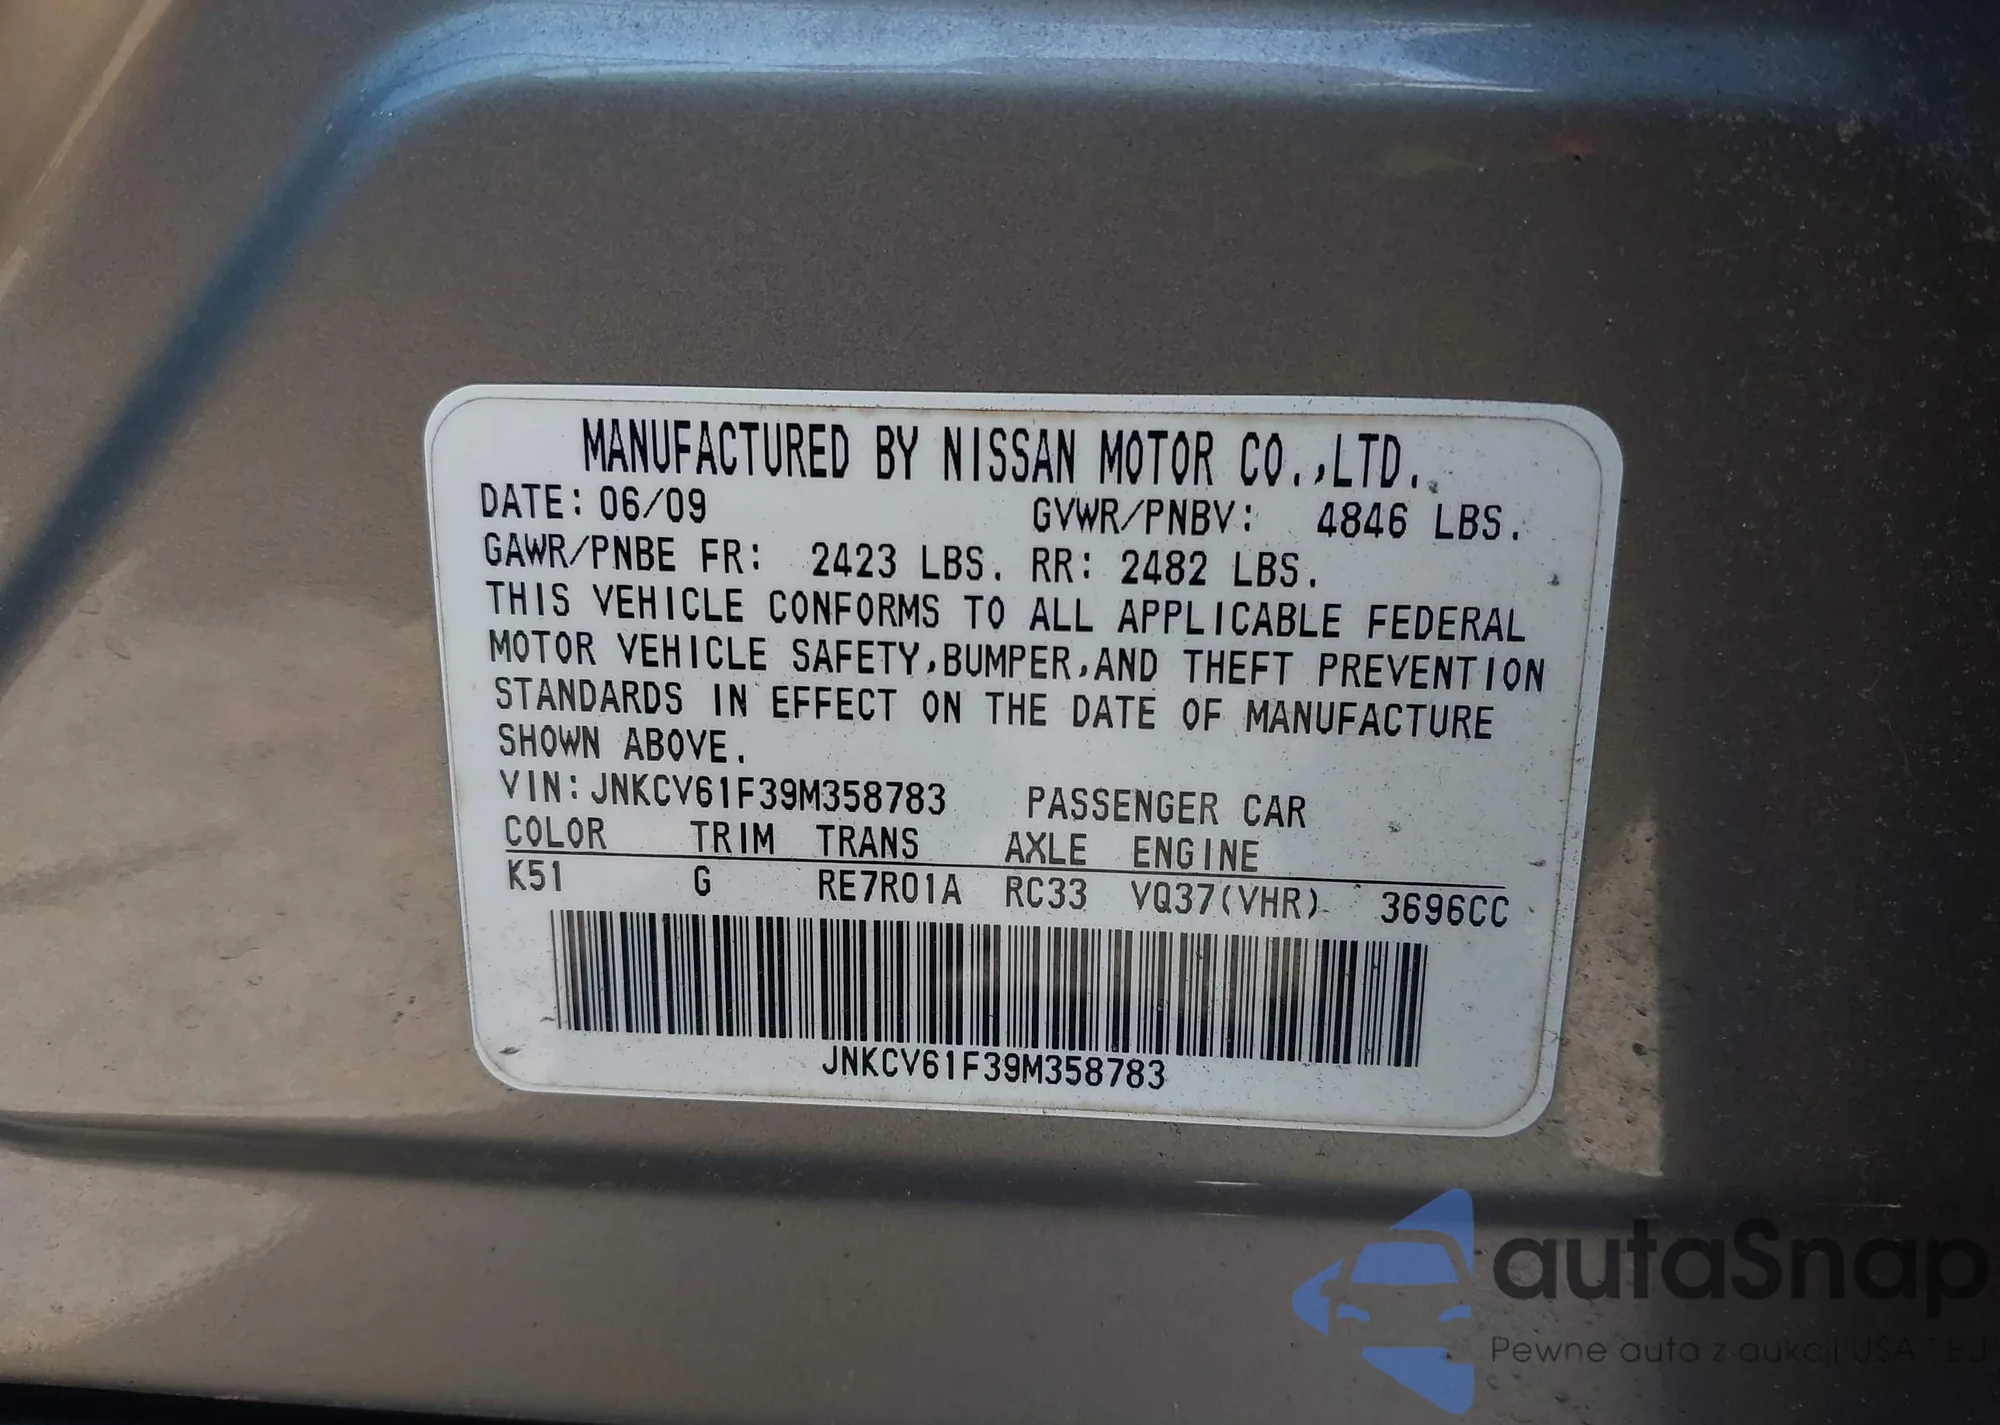 MANUFACTURED BY NISSAN MOTOR CO.,LTD.
DATE: 06/09 GVWR/PNBV: 4846 LBS.
GAWR/PNBE FR: 2423 LBS. RR: 2482 LBS.
THIS VEHICLE CONFORMS TO ALL APPLICABLE FEDERAL
MOTOR VEHICLE SAFETY,BUMPER,AND THEFT PREVENTION
STANDARDS IN EFFECT ON THE DATE OF MANUFACTURE
SHOWN ABOVE.
VIN: JNKCV61F39M358783 PASSENGER CAR
COLOR TRIM TRANS AXLE ENGINE
K51 G RE7R01A RC33 VQ37(VHR) 3696CC
JNKCV61F39M358783
autaSnap
Pewne auta z aukcji USA i EU